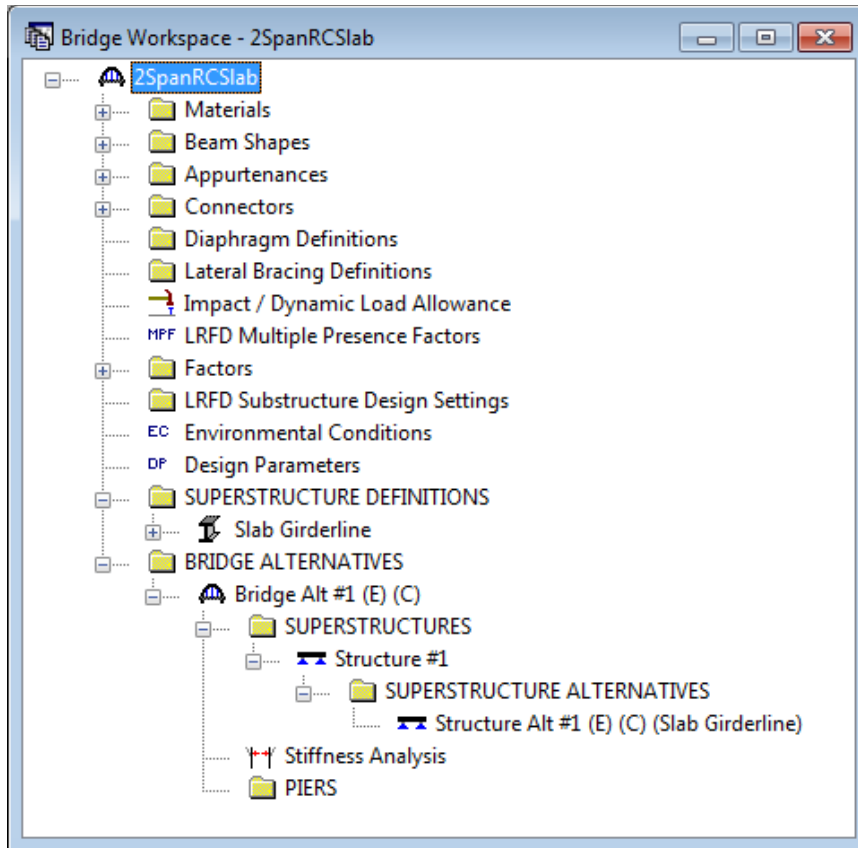 Bridge Workspace - 2SpanRCSlab
2SpanRCSlab
Materials
Beam Shapes
Appurtenances
Connectors
Diaphragm Definitions
Lateral Bracing Definitions
Impact / Dynamic Load Allowance
MPF LRFD Multiple Presence Factors
Factors
LRFD Substructure Design Settings
EC Environmental Conditions
DP Design Parameters
SUPERSTRUCTURE DEFINITIONS
Slab Girderline
BRIDGE ALTERNATIVES
Bridge Alt #1 (E) (C)
SUPERSTRUCTURES
Structure #1
SUPERSTRUCTURE ALTERNATIVES
Structure Alt #1 (E) (C) (Slab Girderline)
Stiffness Analysis
PIERS